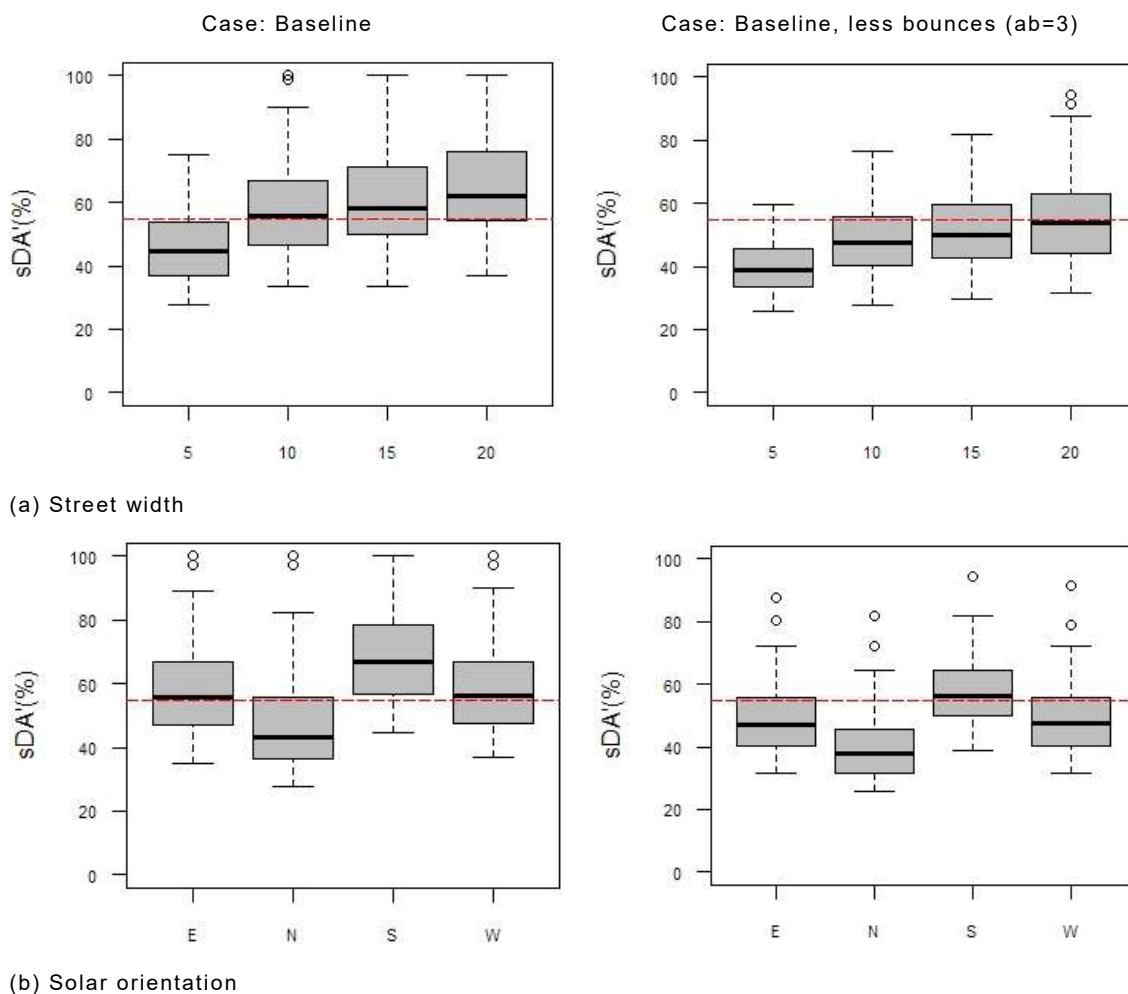 Case: Baseline
Case: Baseline, less bounces (ab=3)
sDA'(%)
100
80
60
40
20
0
5 10 15 20
sDA'(%)
100
80
60
40
20
0
5 10 15 20
(a) Street width
sDA'(%)
100
80
60
40
20
0
E N S W
sDA'(%)
100
80
60
40
20
0
E N S W
(b) Solar orientation